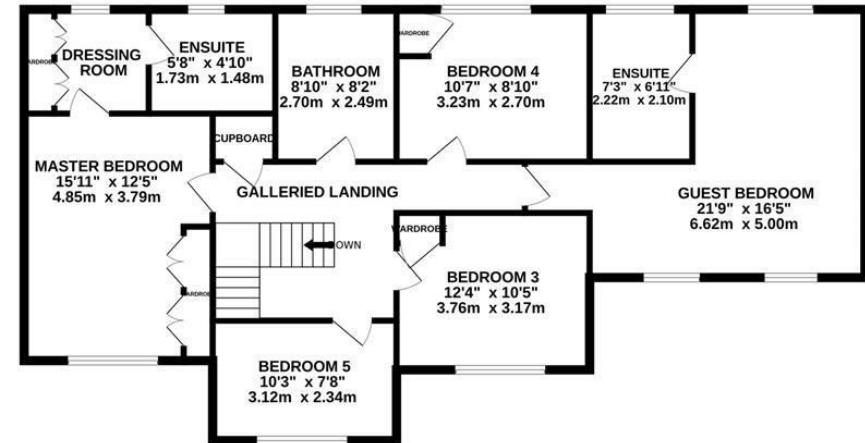 WARDROBE
DRESSING
ROOM
ENSUITE
5'8" x 4'10"
1.73m x 1.48m
BATHROOM
8'10" x 8'2"
2.70m x 2.49m
WARDROBE
BEDROOM 4
10'7" x 8'10"
3.23m x 2.70m
ENSUITE
7'3" x 6'11"
2.22m x 2.10m
CUPBOARD
MASTER BEDROOM
15'11" x 12'5"
4.85m x 3.79m
GALLERIED LANDING
GUEST BEDROOM
21'9" x 16'5"
6.62m x 5.00m
WARDROBE
DOWN
BEDROOM 3
12'4" x 10'5"
3.76m x 3.17m
WARDROBE
BEDROOM 5
10'3" x 7'8"
3.12m x 2.34m